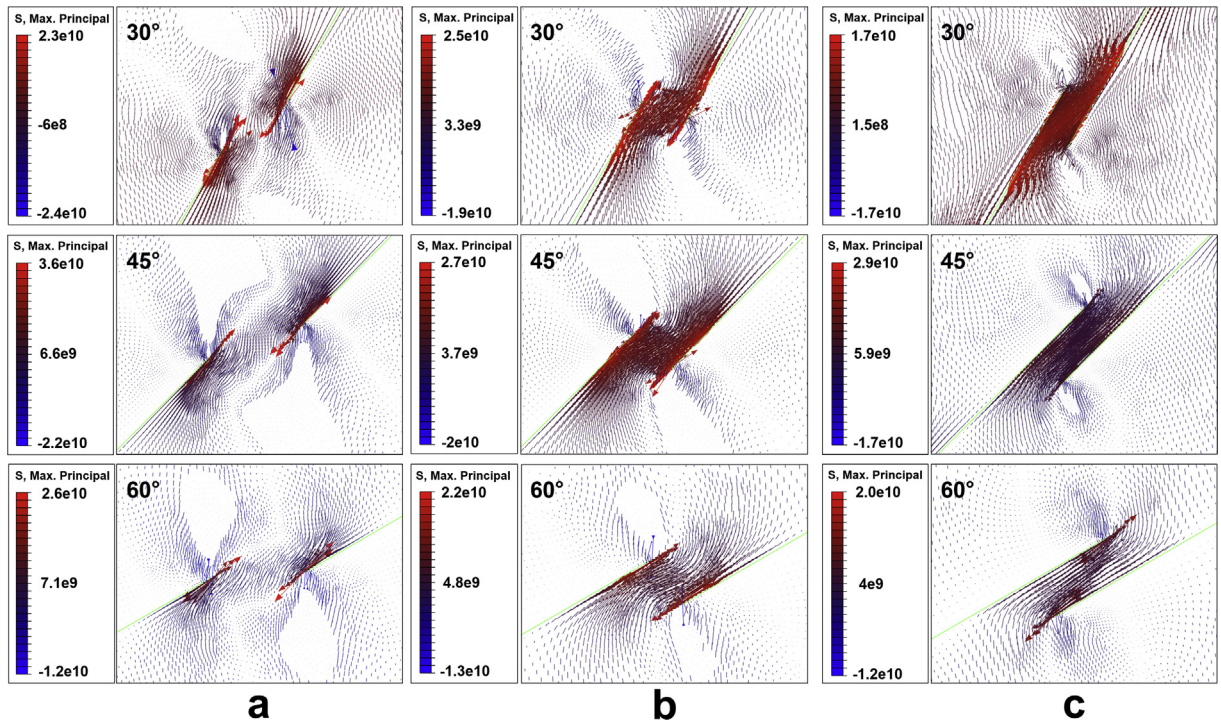 S, Max. Principal
2.3e10
-6e8
-2.4e10
30°
S, Max. Principal
2.5e10
3.3e9
-1.9e10
30°
S, Max. Principal
1.7e10
1.5e8
-1.7e10
30°
S, Max. Principal
3.6e10
6.6e9
-2.2e10
45°
S, Max. Principal
2.7e10
3.7e9
-2e10
45°
S, Max. Principal
2.9e10
5.9e9
-1.7e10
45°
S, Max. Principal
2.6e10
7.1e9
-1.2e10
60°
S, Max. Principal
2.2e10
4.8e9
-1.3e10
60°
S, Max. Principal
2.0e10
4e9
-1.2e10
60°
a
b
c